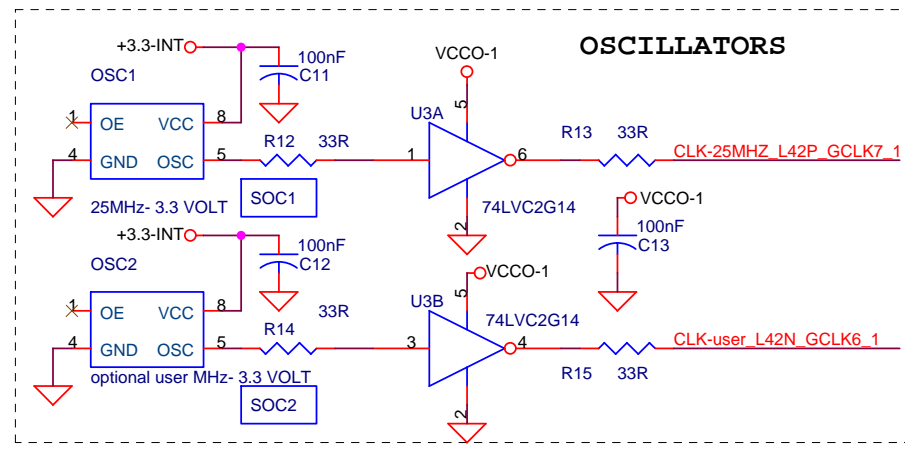 OSCILLATORS
+3.3-INT
100nF
C11
OSC1
1 OE VCC 8
4 GND OSC 5
R12 33R
SOC1
25MHz- 3.3 VOLT
VCCO-1
5
U3A
1
6
2
74LVC2G14
R13 33R
CLK-25MHZ_L42P_GCLK7_1
VCCO-1
100nF
C13
+3.3-INT
100nF
C12
OSC2
1 OE VCC 8
4 GND OSC 5
33R
R14
optional user MHz- 3.3 VOLT
SOC2
VCCO-1
5
U3B
74LVC2G14
3
4
2
R15 33R
CLK-user_L42N_GCLK6_1